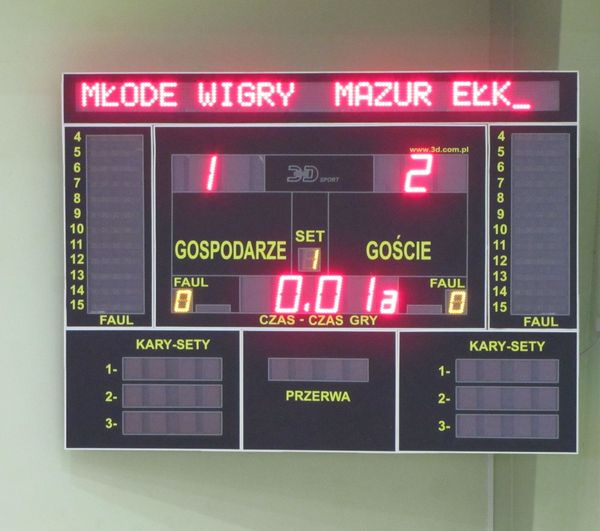 MŁODE WIGRY MAZUR EŁK_
www.3d.com.pl
1 3D SPORT 2
GOSPODARZE SET GOŚCIE
1
FAUL FAUL
0 0.01a 0
CZAS - CZAS GRY
4 4
5 5
6 6
7 7
8 8
9 9
10 10
11 11
12 12
13 13
14 14
15 15
FAUL FAUL
KARY-SETY KARY-SETY
1- 1-
2- PRZERWA 2-
3- 3-